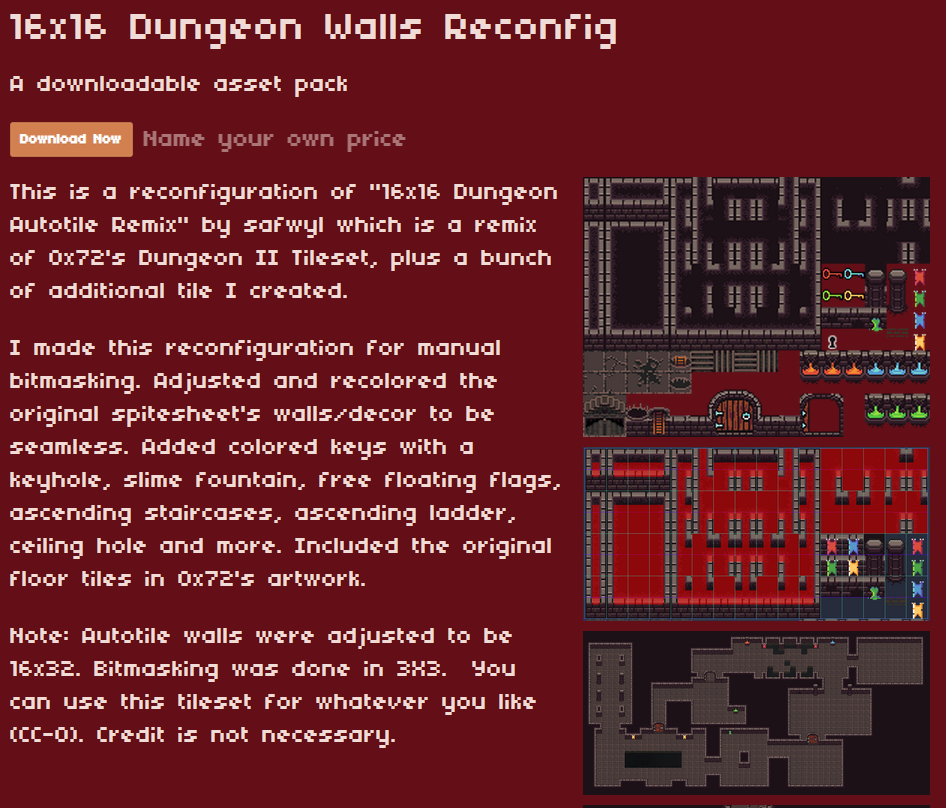 16x16 Dungeon Walls Reconfig
A downloadable asset pack
Download Now Name your own price
This is a reconfiguration of "16x16 Dungeon
Autotile Remix" by safwyl which is a remix
of 0x72's Dungeon II Tileset, plus a bunch
of additional tile I created.
I made this reconfiguration for manual
bitmasking. Adjusted and recolored the
original spitesheet's walls/decor to be
seamless. Added colored keys with a
keyhole, slime fountain, free floating flags,
ascending staircases, ascending ladder,
ceiling hole and more. Included the original
floor tiles in 0x72's artwork.
Note: Autotile walls were adjusted to be
16x32. Bitmasking was done in 3X3.  You
can use this tileset for whatever you like
(CC-0). Credit is not necessary.